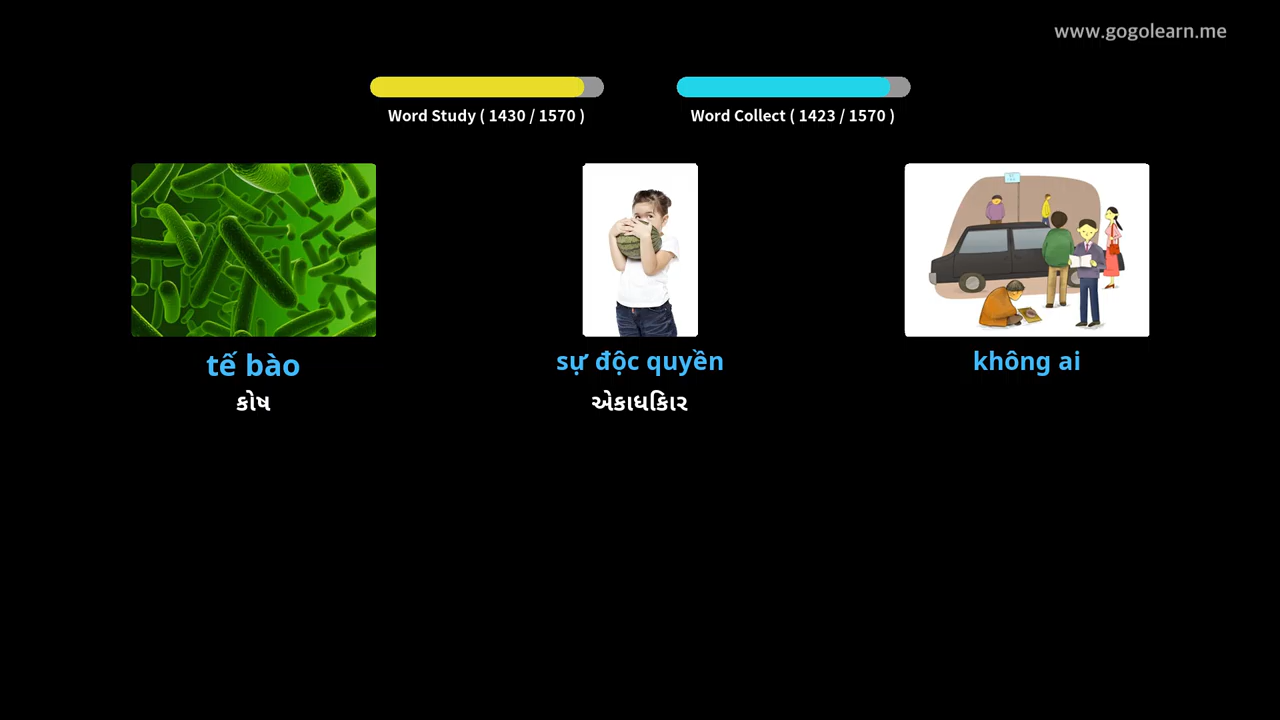 www.gogolearn.me
Word Study ( 1430 / 1570 )
Word Collect ( 1423 / 1570 )
tế bào
sự độc quyền
không ai
કોષ
એકાધિકાર